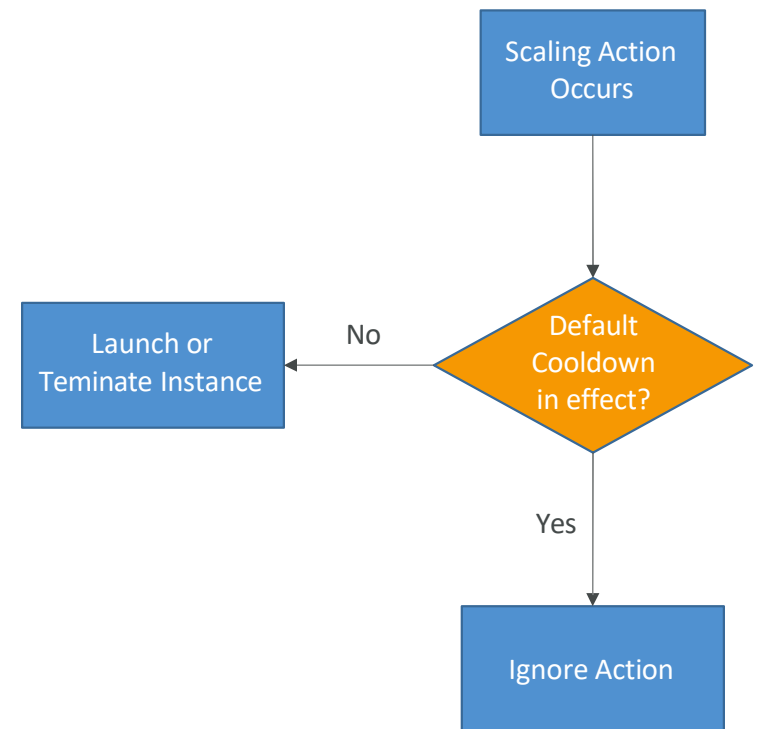 Scaling Action
Occurs
Default
Cooldown
in effect?
No
Launch or
Teminate Instance
Yes
Ignore Action